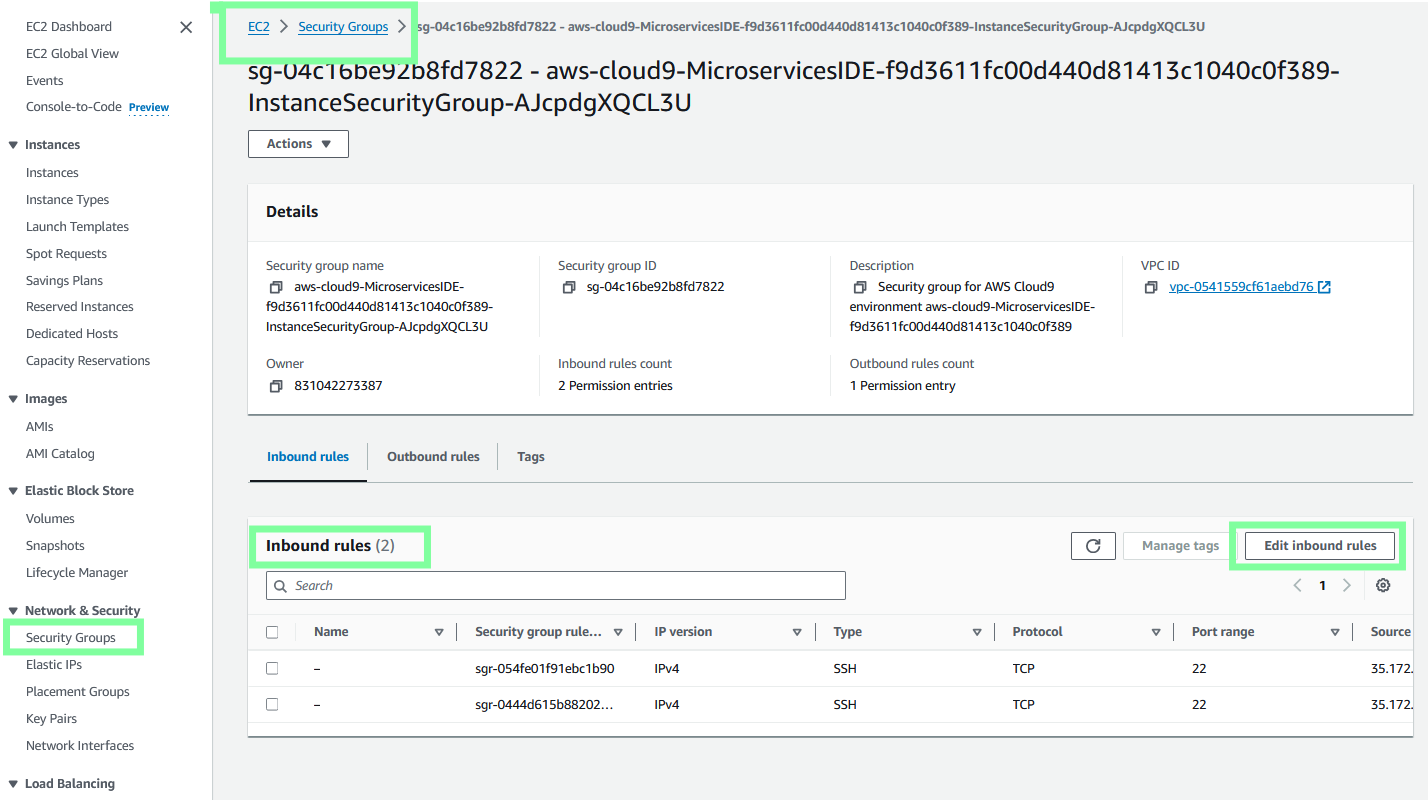 EC2 Dashboard
EC2 Global View
Events
Console-to-Code Preview
Instances
Instances
Instance Types
Launch Templates
Spot Requests
Savings Plans
Reserved Instances
Dedicated Hosts
Capacity Reservations
Images
AMIs
AMI Catalog
Elastic Block Store
Volumes
Snapshots
Lifecycle Manager
Network & Security
Security Groups
Elastic IPs
Placement Groups
Key Pairs
Network Interfaces
Load Balancing
EC2 > Security Groups > sg-04c16be92b8fd7822 - aws-cloud9-MicroservicesIDE-f9d3611fc00d440d81413c1040c0f389-InstanceSecurityGroup-AJcpdgXQCL3U
sg-04c16be92b8fd7822 - aws-cloud9-MicroservicesIDE-f9d3611fc00d440d81413c1040c0f389-
InstanceSecurityGroup-AJcpdgXQCL3U
Actions
Details
Security group name
aws-cloud9-MicroservicesIDE-
f9d3611fc00d440d81413c1040c0f389-
InstanceSecurityGroup-AJcpdgXQCL3U
Security group ID
sg-04c16be92b8fd7822
Description
Security group for AWS Cloud9
environment aws-cloud9-MicroservicesIDE-
f9d3611fc00d440d81413c1040c0f389
VPC ID
vpc-0541559cf61aebd76
Owner
831042273387
Inbound rules count
2 Permission entries
Outbound rules count
1 Permission entry
Inbound rules Outbound rules Tags
Inbound rules (2)
Manage tags Edit inbound rules
Search
1
Name Security group rule... IP version Type Protocol Port range Source
– sgr-054fe01f91ebc1b90 IPv4 SSH TCP 22 35.172.
– sgr-0444d615b88202... IPv4 SSH TCP 22 35.172.